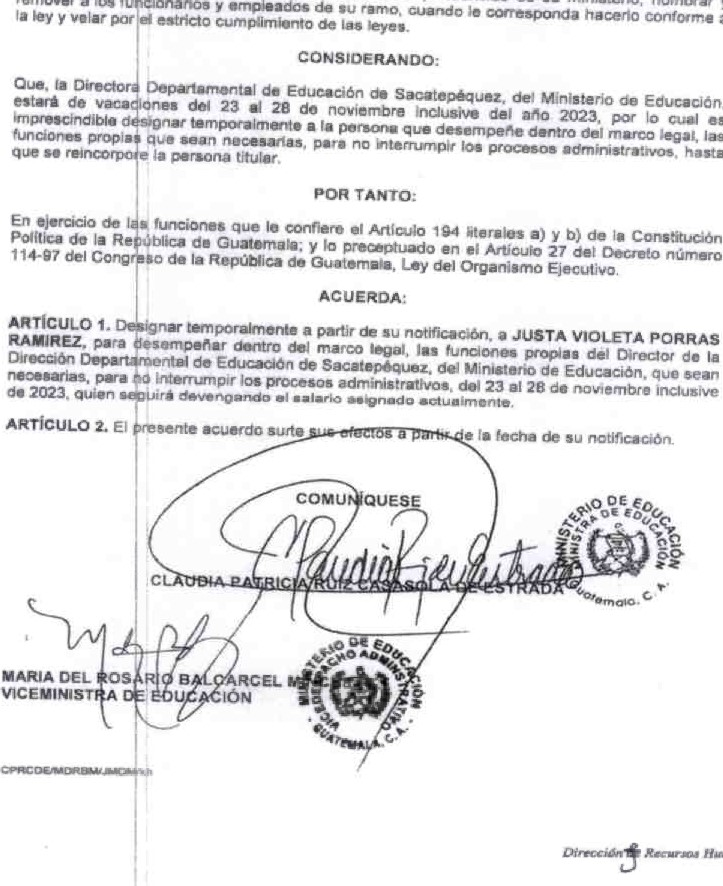 remover a los funcionarios y empleados de su ramo, cuando le corresponda hacerlo conforme a
la ley y velar por el estricto cumplimiento de las leyes.
CONSIDERANDO:
Que, la Directora Departamental de Educación de Sacatepéquez, del Ministerio de Educación,
estará de vacaciones del 23 al 28 de noviembre inclusive del año 2023, por lo cual es
imprescindible designar temporalmente a la persona que desempeñe dentro del marco legal, las
funciones propias que sean necesarias, para no interrumpir los procesos administrativos, hasta
que se reincorpore la persona titular.
POR TANTO:
En ejercicio de las funciones que le confiere el Artículo 194 literales a) y b) de la Constitución
Política de la República de Guatemala; y lo preceptuado en el Artículo 27 del Decreto número
114-97 del Congreso de la República de Guatemala, Ley del Organismo Ejecutivo.
ACUERDA:
ARTÍCULO 1. Designar temporalmente a partir de su notificación, a JUSTA VIOLETA PORRAS
RAMIREZ, para desempeñar dentro del marco legal, las funciones propias del Director de la
Dirección Departamental de Educación de Sacatepéquez, del Ministerio de Educación, que sean
necesarias, para no interrumpir los procesos administrativos, del 23 al 28 de noviembre inclusive
de 2023, quien seguirá devengando el salario asignado actualmente.
ARTÍCULO 2. El presente acuerdo surte sus efectos a partir de la fecha de su notificación.
COMUNÍQUESE
CLAUDIA PATRICIA RUIZ CASASOLA DE ESTRADA
MINISTERIO DE EDUCACIÓN
MINISTRA DE EDUCACIÓN
Guatemala, C. A.
MARIA DEL ROSARIO BALCARCEL
VICEMINISTRA DE EDUCACIÓN
MINISTERIO DE EDUCACIÓN
VICEDESPACHO ADMINISTRATIVO
GUATEMALA, C.A.
CPRCDE/MDRBM/
Dirección de Recursos Hu